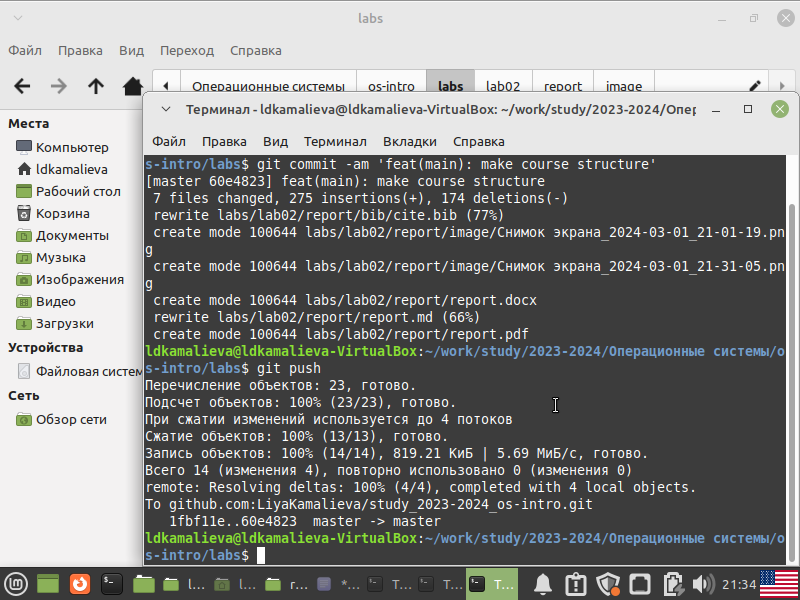 labs
Файл Правка Вид Переход Справка
Операционные системы os-intro labs lab02 report image
Места
Компьютер
ldkamalieva
Рабочий стол
Корзина
Документы
Музыка
Изображения
Видео
Загрузки
Устройства
Файловая систем
Сеть
Обзор сети
Терминал - ldkamalieva@ldkamalieva-VirtualBox: ~/work/study/2023-2024/Опер
Файл Правка Вид Терминал Вкладки Справка
s-intro/labs$ git commit -am 'feat(main): make course structure'
[master 60e4823] feat(main): make course structure
7 files changed, 275 insertions(+), 174 deletions(-)
rewrite labs/lab02/report/bib/cite.bib (77%)
create mode 100644 labs/lab02/report/image/Снимок экрана_2024-03-01_21-01-19.pn
g
create mode 100644 labs/lab02/report/image/Снимок экрана_2024-03-01_21-31-05.pn
g
create mode 100644 labs/lab02/report/report.docx
rewrite labs/lab02/report/report.md (66%)
create mode 100644 labs/lab02/report/report.pdf
ldkamalieva@ldkamalieva-VirtualBox:~/work/study/2023-2024/Операционные системы/o
s-intro/labs$ git push
Перечисление объектов: 23, готово.
Подсчет объектов: 100% (23/23), готово.
При сжатии изменений используется до 4 потоков
Сжатие объектов: 100% (13/13), готово.
Запись объектов: 100% (14/14), 819.21 КиБ | 5.69 МиБ/с, готово.
Всего 14 (изменения 4), повторно использовано 0 (изменения 0)
remote: Resolving deltas: 100% (4/4), completed with 4 local objects.
To github.com:LiyaKamalieva/study_2023-2024_os-intro.git
1fbf11e..60e4823 master -> master
ldkamalieva@ldkamalieva-VirtualBox:~/work/study/2023-2024/Операционные системы/o
s-intro/labs$
l... l... r... *... T... T... T... 21:34